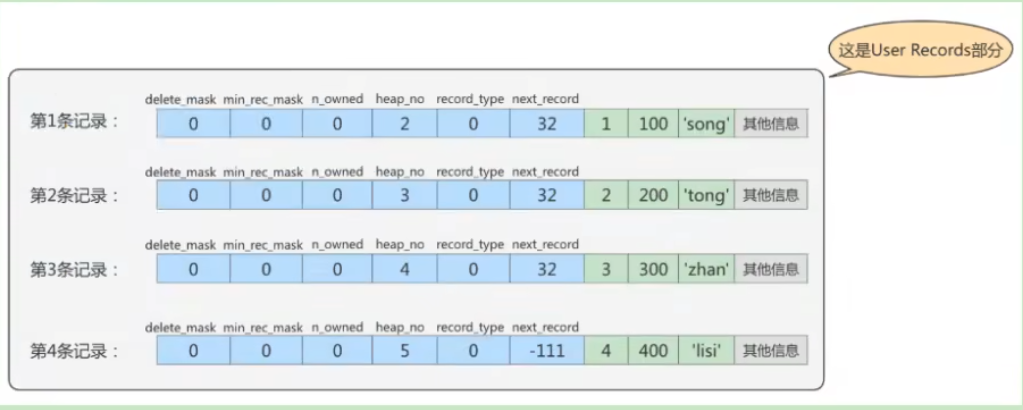 这是User Records部分
delete_mask min_rec_mask n_owned heap_no record_type next_record
第1条记录： 0 0 0 2 0 32 1 100 'song' 其他信息
delete_mask min_rec_mask n_owned heap_no record_type next_record
第2条记录： 0 0 0 3 0 32 2 200 'tong' 其他信息
delete_mask min_rec_mask n_owned heap_no record_type next_record
第3条记录： 0 0 0 4 0 32 3 300 'zhan' 其他信息
delete_mask min_rec_mask n_owned heap_no record_type next_record
第4条记录： 0 0 0 5 0 -111 4 400 'lisi' 其他信息